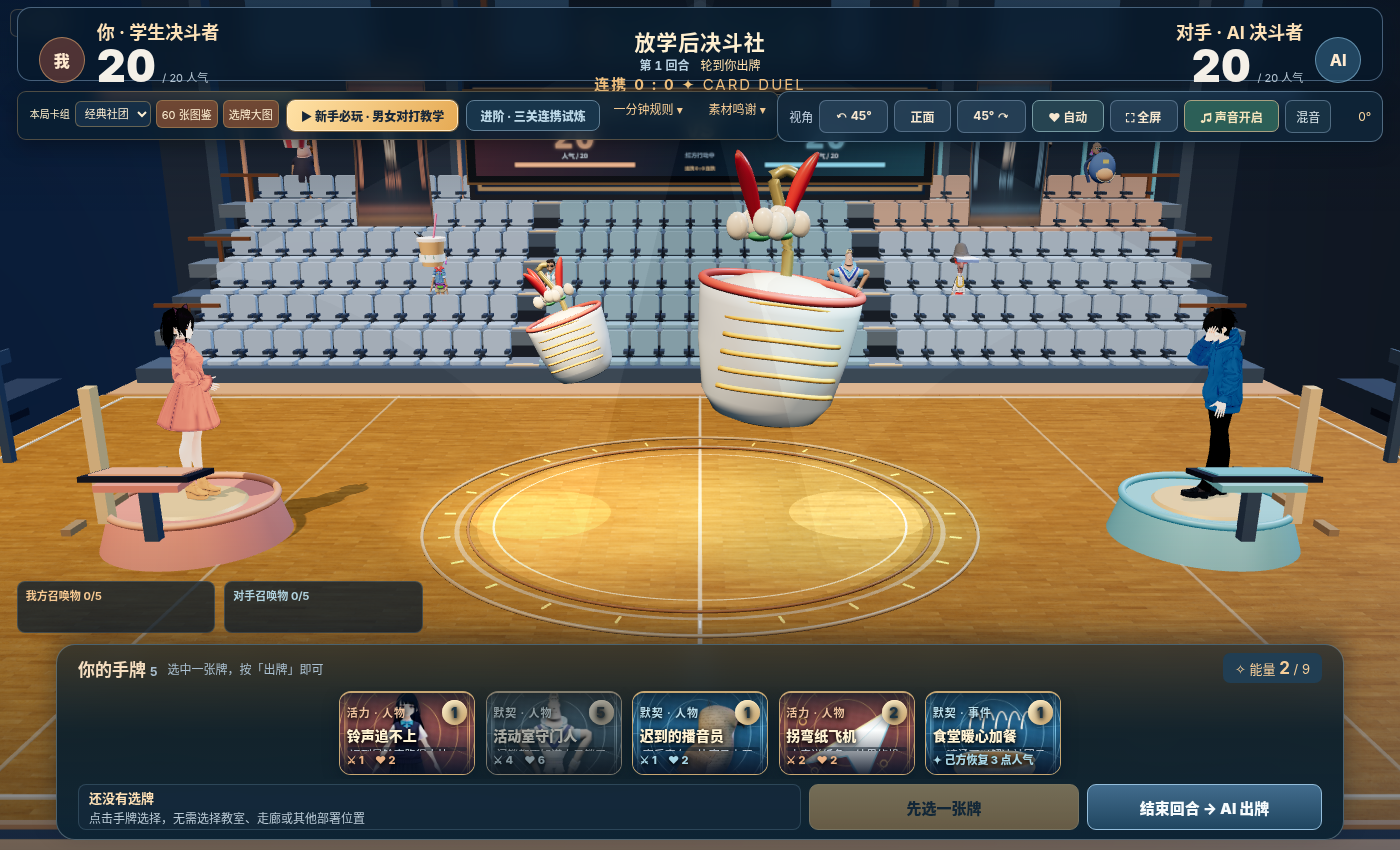 我
你 · 学生决斗者
20 / 20 人气
放学后决斗社
第 1 回合 轮到你出牌
连携 0 : 0 ✦ CARD DUEL
对手 · AI 决斗者
20 / 20 人气
AI
本局卡组 经典社团 60 张图鉴 选牌大图 ▶ 新手必玩 · 男女对打教学 进阶 · 三关连携试炼 一分钟规则 ▾ 素材鸣谢 ▾
视角 ↶ 45° 正面 45° ↷ ♥ 自动 ⛶ 全屏 ♫ 声音开启 混音 0°
人气 / 20
我方召唤物 0/5
对手召唤物 0/5
你的手牌 5 选中一张牌，按「出牌」即可
✧ 能量 2 / 9
活力 · 人物 1
铃声追不上
⚔ 1 ♥ 2
默契 · 人物 5
活动室守门人
⚔ 4 ♥ 6
默契 · 人物 1
迟到的播音员
⚔ 1 ♥ 2
活力 · 人物 2
拐弯纸飞机
⚔ 2 ♥ 2
默契 · 事件 1
食堂暖心加餐
✦ 己方恢复 3 点人气
还没有选牌
点击手牌选择，无需选择教室、走廊或其他部署位置
先选一张牌
结束回合 → AI 出牌